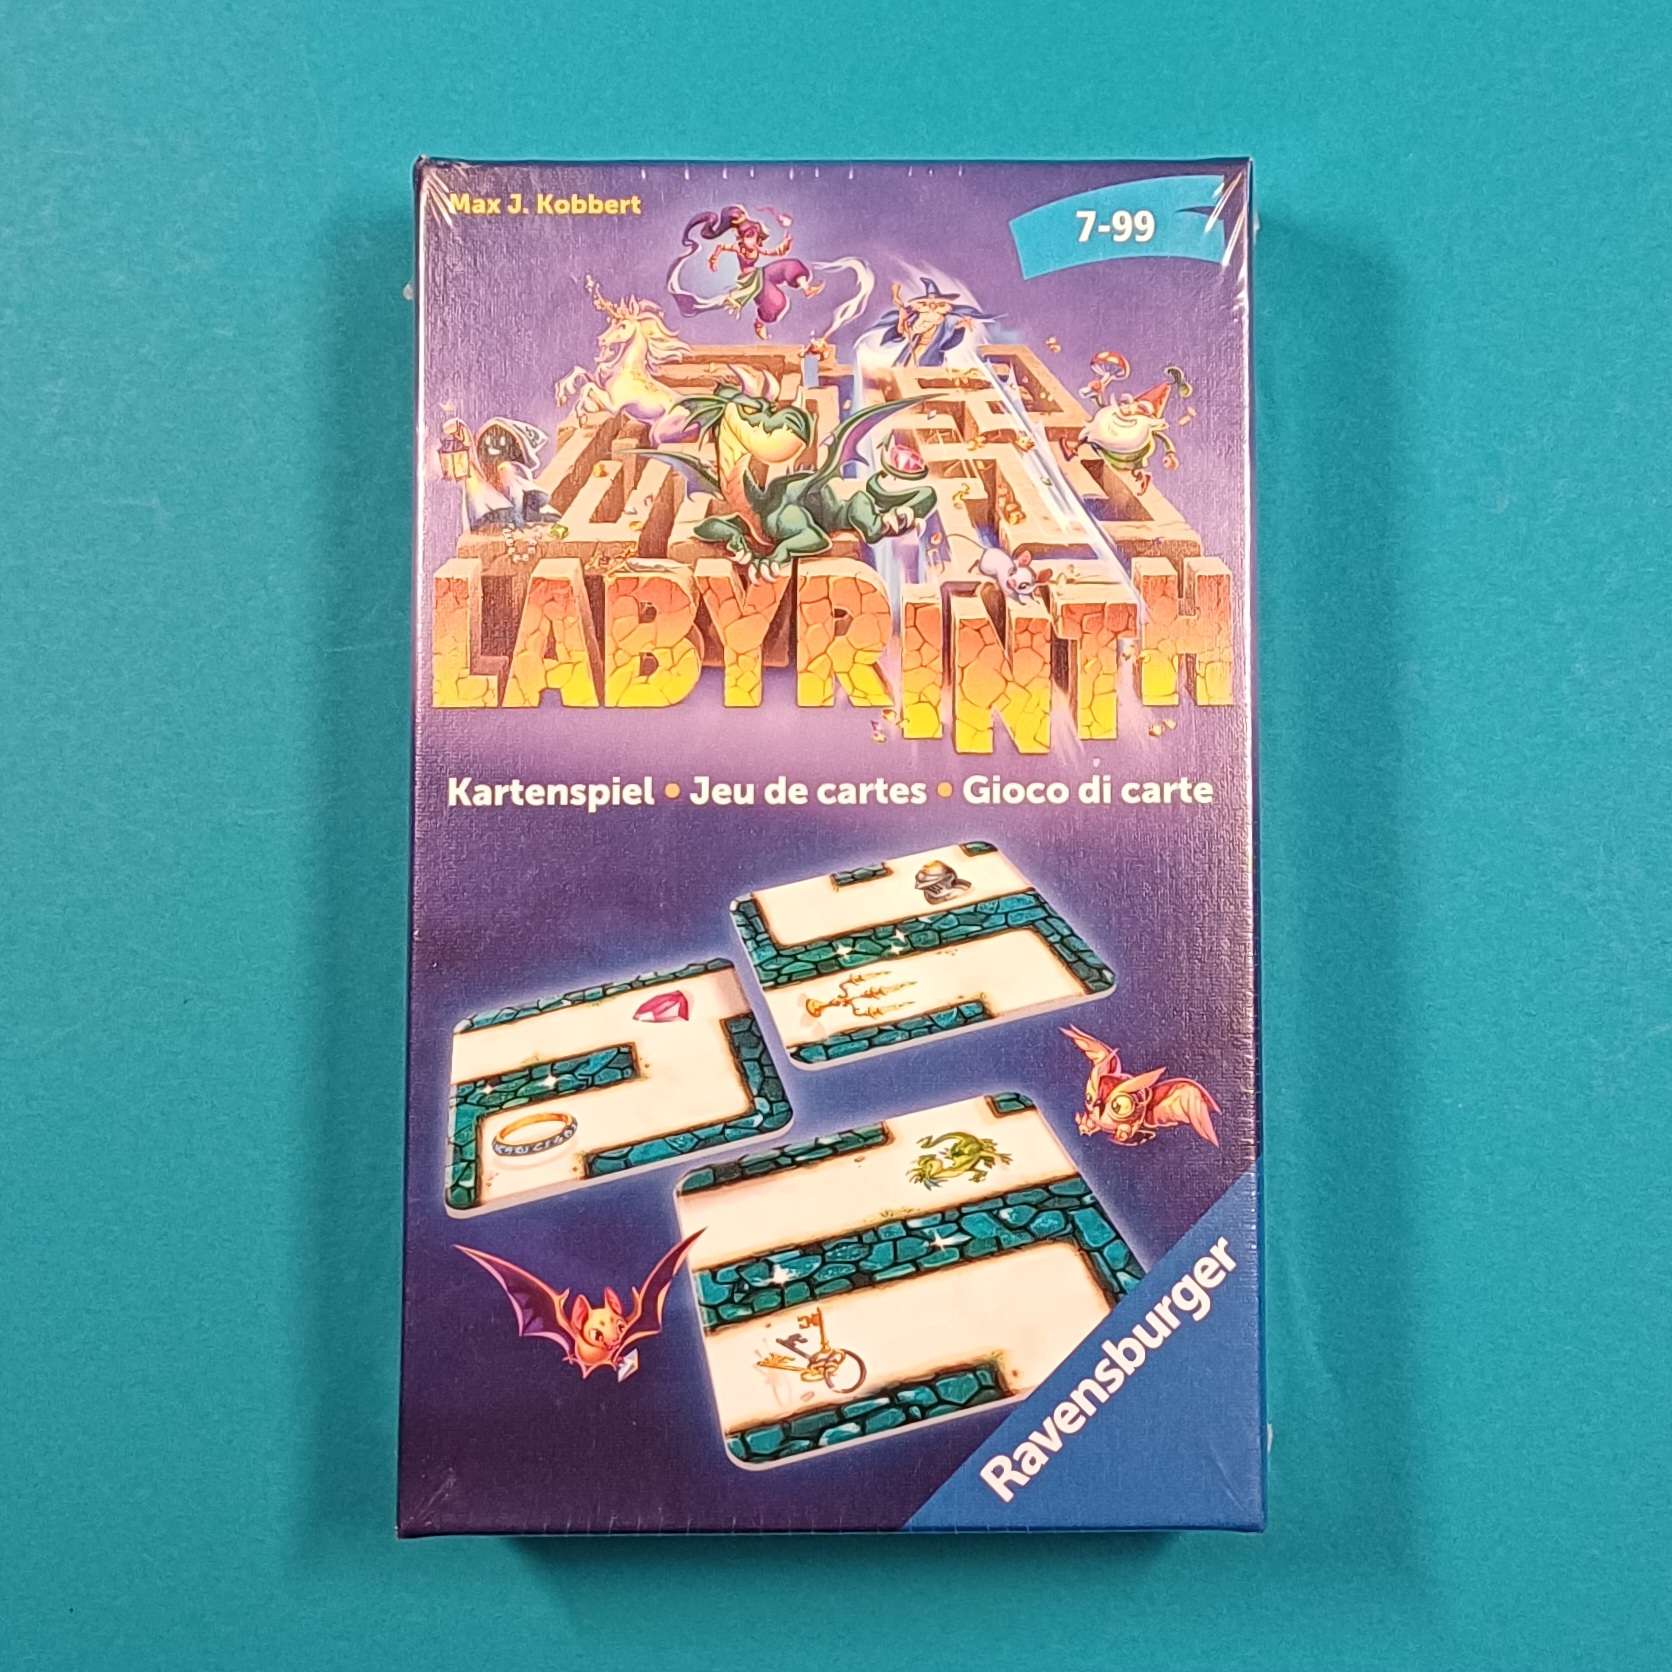 Max J. Kobbert
7-99
LABYRINTH
Kartenspiel • Jeu de cartes • Gioco di carte
Ravensburger